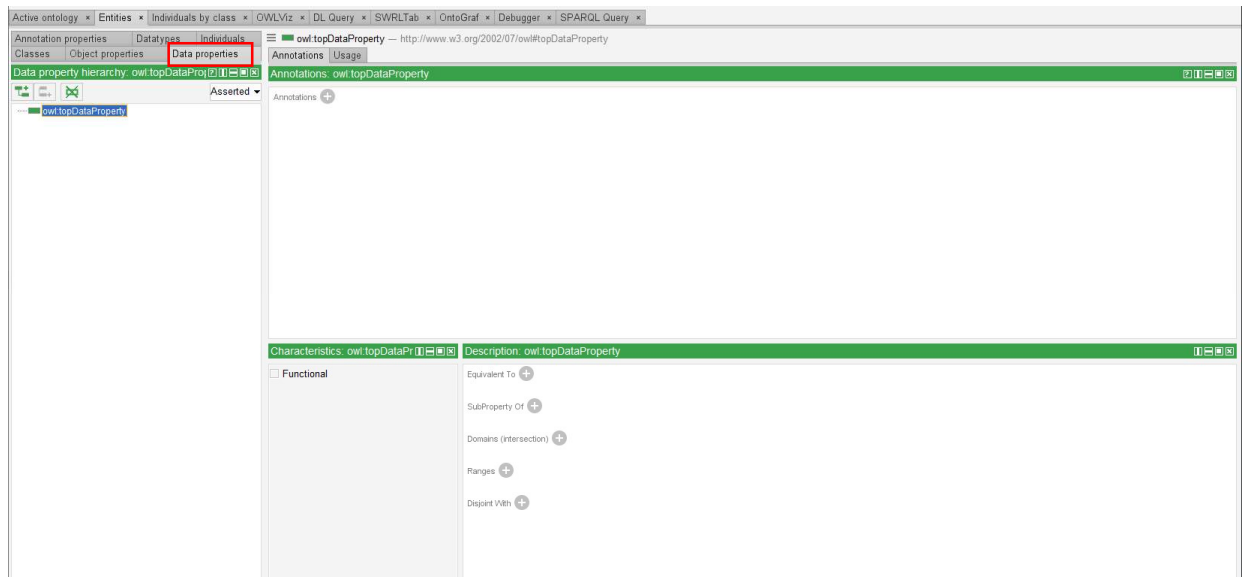 Active ontology × Entities × Individuals by class × OWLViz × DL Query × SWRLTab × OntoGraf × Debugger × SPARQL Query ×
Annotation properties Datatypes Individuals
Classes Object properties Data properties
Data property hierarchy: owl:topDataProp
Asserted
owl:topDataProperty
owl:topDataProperty — http://www.w3.org/2002/07/owl#topDataProperty
Annotations Usage
Annotations: owl:topDataProperty
Annotations
Characteristics: owl:topDataPr
Functional
Description: owl:topDataProperty
Equivalent To
SubProperty Of
Domains (intersection)
Ranges
Disjoint With